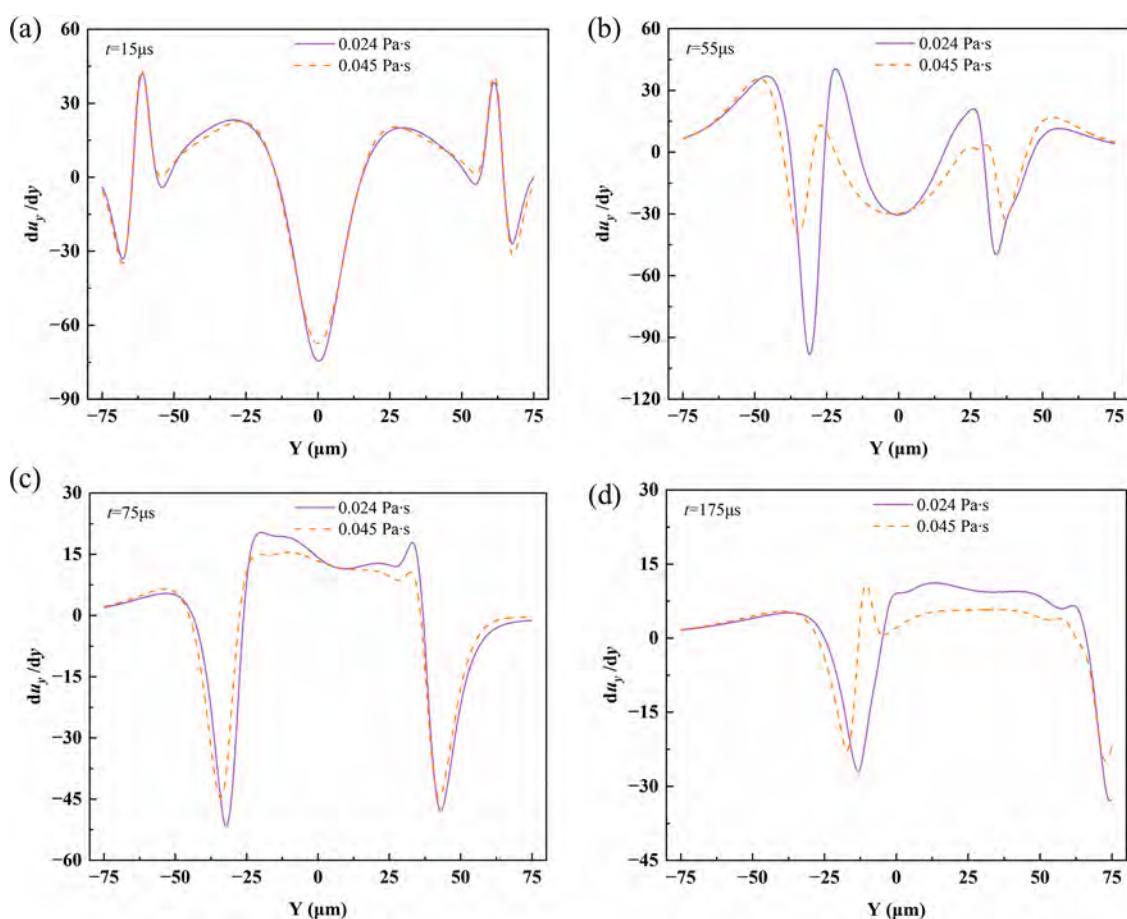 (a)
t=15μs
0.024 Pa·s
0.045 Pa·s
60
30
0
−30
−60
−90
du_y /dy
−75 −50 −25 0 25 50 75
Y (μm)
(b)
t=55μs
0.024 Pa·s
0.045 Pa·s
60
30
0
−30
−60
−90
−120
du_y /dy
−75 −50 −25 0 25 50 75
Y (μm)
(c)
t=75μs
0.024 Pa·s
0.045 Pa·s
30
15
0
−15
−30
−45
−60
du_y /dy
−75 −50 −25 0 25 50 75
Y (μm)
(d)
t=175μs
0.024 Pa·s
0.045 Pa·s
30
15
0
−15
−30
−45
du_y /dy
−75 −50 −25 0 25 50 75
Y (μm)